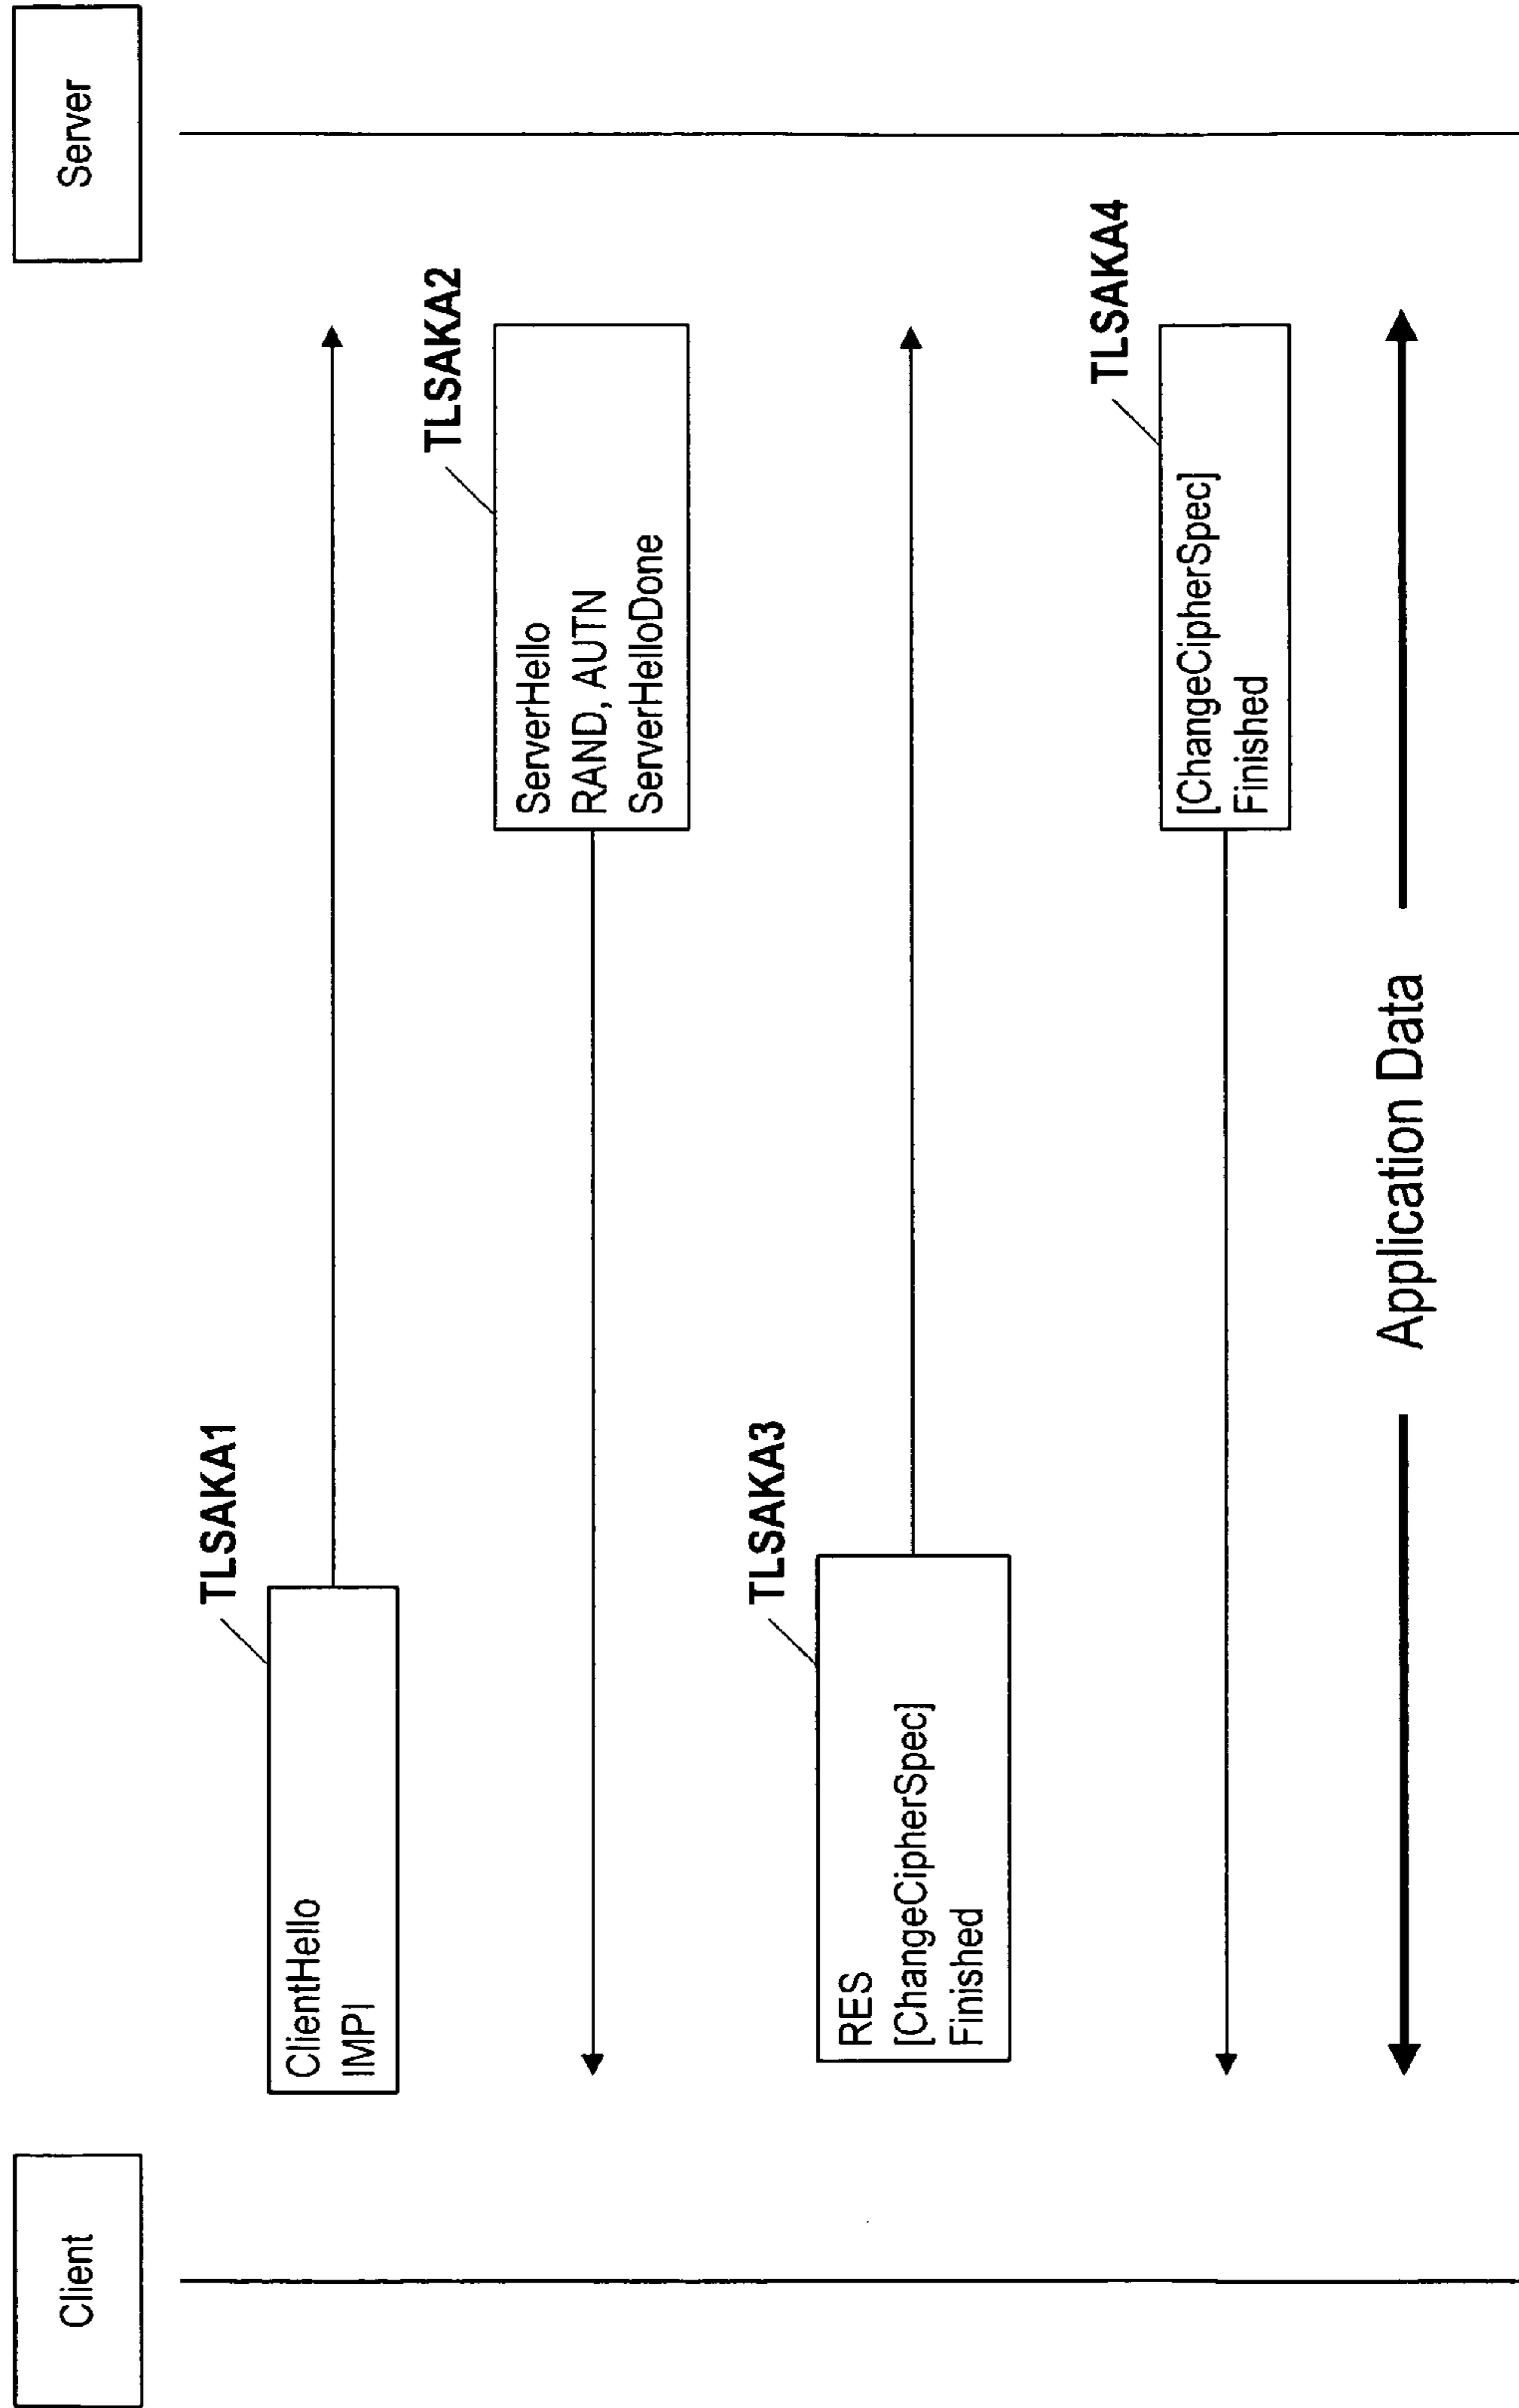 Client
Server
TLSAKA1
ClientHello
IMPI
TLSAKA2
ServerHello
RAND, AUTN
ServerHelloDone
TLSAKA3
RES
[ChangeCipherSpec]
Finished
TLSAKA4
[ChangeCipherSpec]
Finished
Application Data